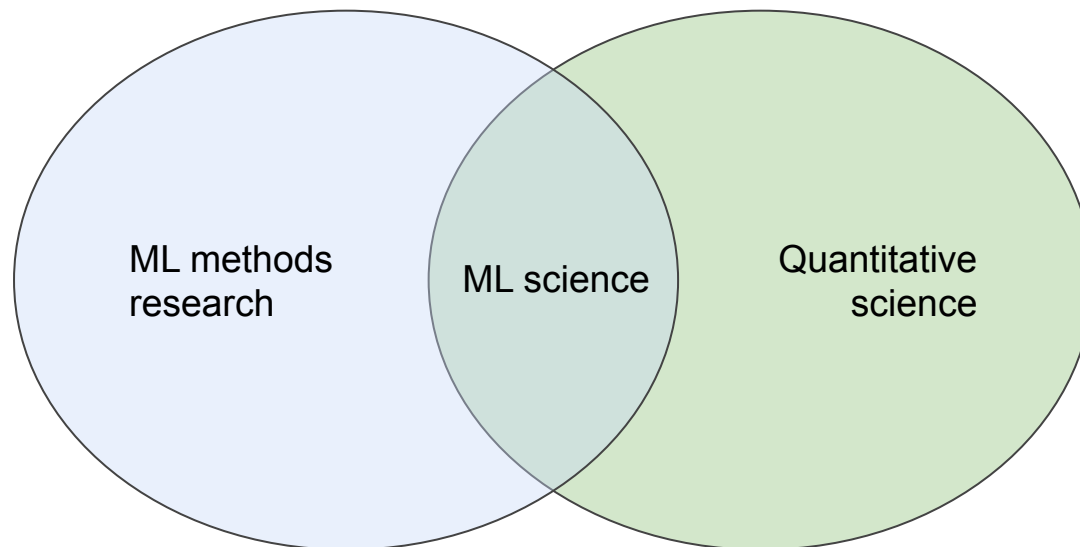 ML methods
research
ML science
Quantitative
science